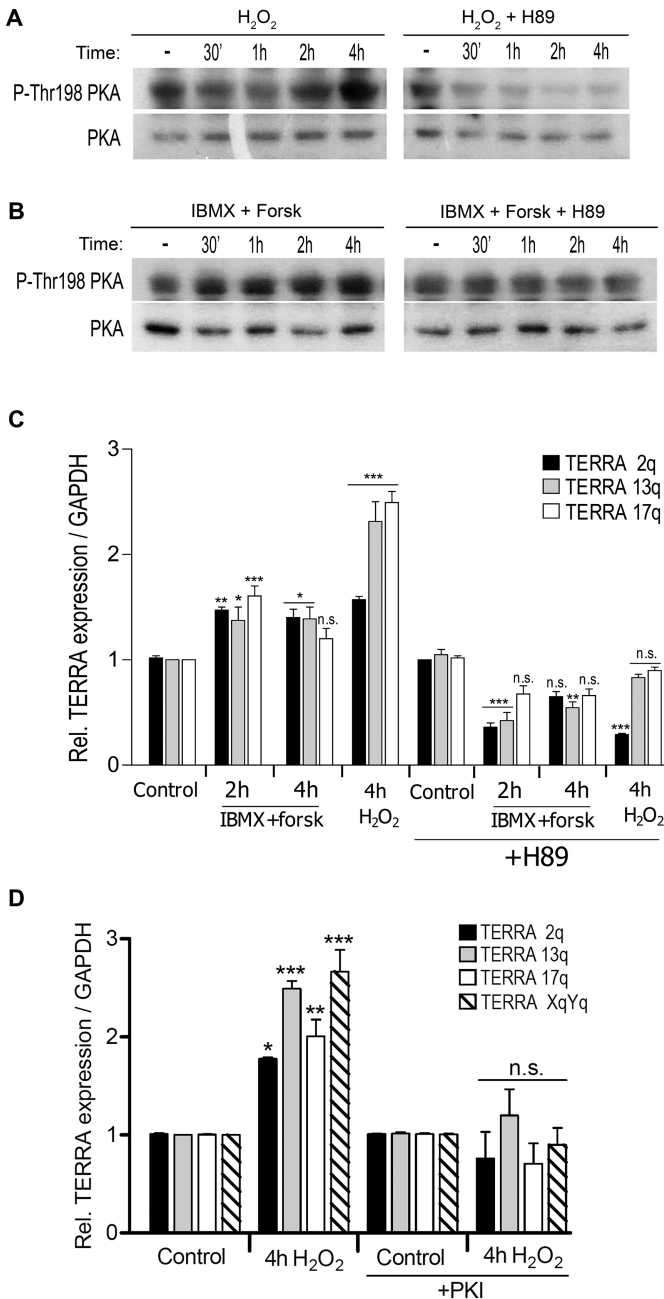 A
H₂O₂
H₂O₂ + H89
Time: - 30' 1h 2h 4h - 30' 1h 2h 4h
P-Thr198 PKA
PKA
B
IBMX + Forsk
IBMX + Forsk + H89
Time: - 30' 1h 2h 4h - 30' 1h 2h 4h
P-Thr198 PKA
PKA
C
Rel. TERRA expression / GAPDH
3
2
1
0
TERRA 2q
TERRA 13q
TERRA 17q
** * *** * n.s. *** *** n.s. n.s. ** n.s. *** n.s.
Control 2h 4h 4h Control 2h 4h 4h
IBMX+forsk H₂O₂ IBMX+forsk H₂O₂
+H89
D
Rel. TERRA expression / GAPDH
3
2
1
0
TERRA 2q
TERRA 13q
TERRA 17q
TERRA XqYq
* *** ** *** n.s.
Control 4h H₂O₂ Control 4h H₂O₂
+PKI